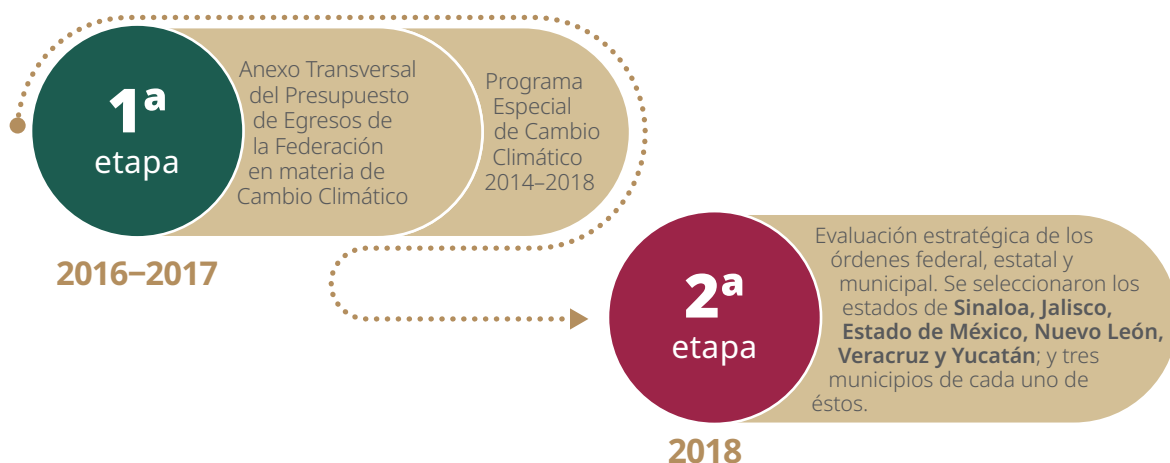 1ª
etapa
Anexo Transversal
del Presupuesto
de Egresos de
la Federación
en materia de
Cambio Climático
Programa
Especial
de Cambio
Climático
2014–2018
2016–2017
2ª
etapa
Evaluación estratégica de los
órdenes federal, estatal y
municipal. Se seleccionaron los
estados de Sinaloa, Jalisco,
Estado de México, Nuevo León,
Veracruz y Yucatán; y tres
municipios de cada uno de
éstos.
2018